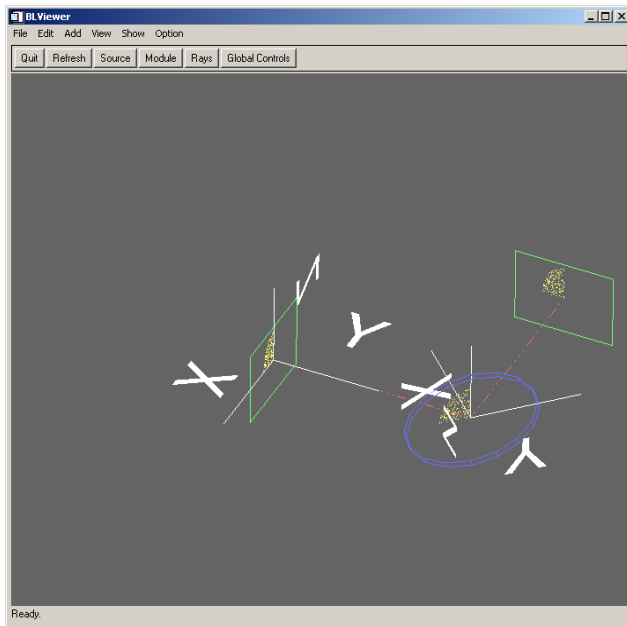 BLViewer
File Edit Add View Show Option
Quit Refresh Source Module Rays Global Controls
Z
Y
X
X
Z
Y
Ready.